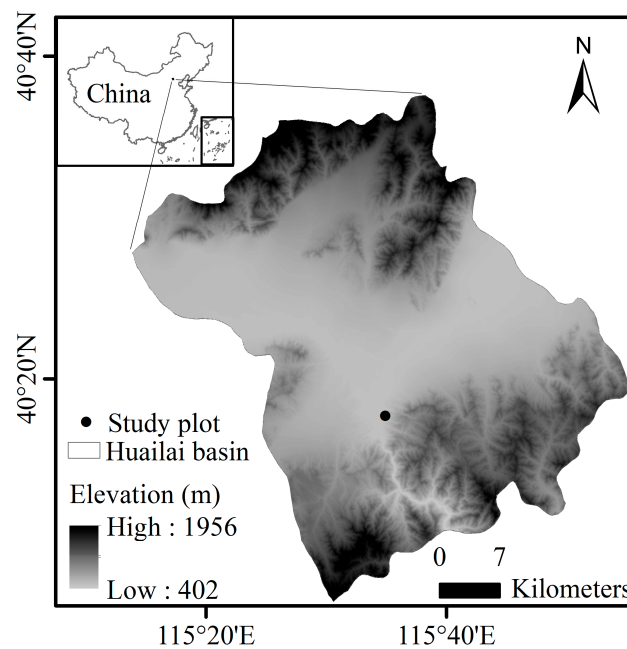 40°40'N
China
N
40°20'N
Study plot
Huailai basin
Elevation (m)
High : 1956
Low : 402
0 7
Kilometers
115°20'E 115°40'E